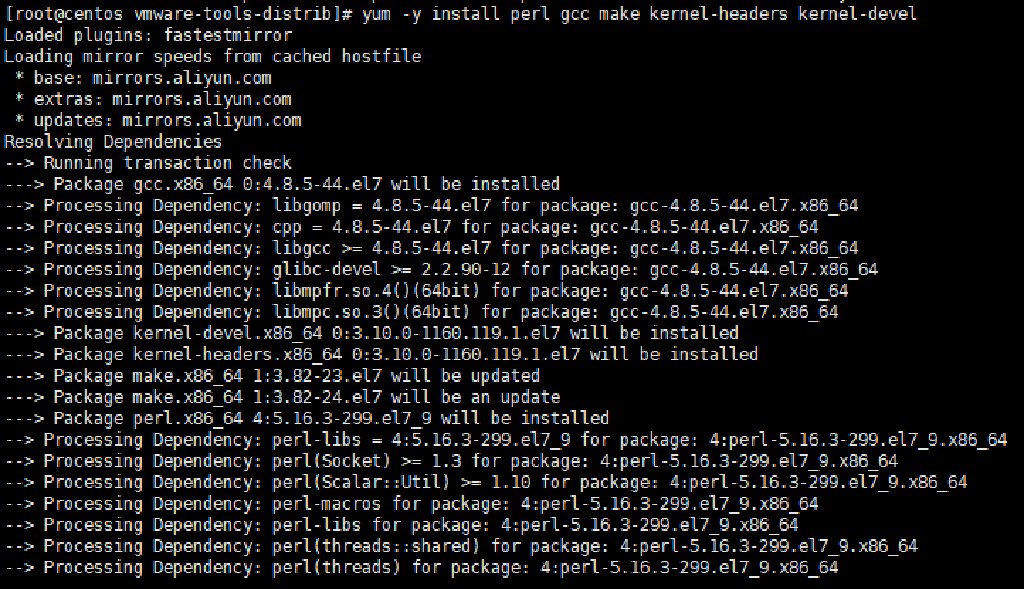 [root@centos vmware-tools-distrib]# yum -y install perl gcc make kernel-headers kernel-devel
Loaded plugins: fastestmirror
Loading mirror speeds from cached hostfile
 * base: mirrors.aliyun.com
 * extras: mirrors.aliyun.com
 * updates: mirrors.aliyun.com
Resolving Dependencies
--> Running transaction check
---> Package gcc.x86_64 0:4.8.5-44.el7 will be installed
--> Processing Dependency: libgomp = 4.8.5-44.el7 for package: gcc-4.8.5-44.el7.x86_64
--> Processing Dependency: cpp = 4.8.5-44.el7 for package: gcc-4.8.5-44.el7.x86_64
--> Processing Dependency: libgcc >= 4.8.5-44.el7 for package: gcc-4.8.5-44.el7.x86_64
--> Processing Dependency: glibc-devel >= 2.2.90-12 for package: gcc-4.8.5-44.el7.x86_64
--> Processing Dependency: libmpfr.so.4()(64bit) for package: gcc-4.8.5-44.el7.x86_64
--> Processing Dependency: libmpc.so.3()(64bit) for package: gcc-4.8.5-44.el7.x86_64
---> Package kernel-devel.x86_64 0:3.10.0-1160.119.1.el7 will be installed
---> Package kernel-headers.x86_64 0:3.10.0-1160.119.1.el7 will be installed
---> Package make.x86_64 1:3.82-23.el7 will be updated
---> Package make.x86_64 1:3.82-24.el7 will be an update
---> Package perl.x86_64 4:5.16.3-299.el7_9 will be installed
--> Processing Dependency: perl-libs = 4:5.16.3-299.el7_9 for package: 4:perl-5.16.3-299.el7_9.x86_64
--> Processing Dependency: perl(Socket) >= 1.3 for package: 4:perl-5.16.3-299.el7_9.x86_64
--> Processing Dependency: perl(Scalar::Util) >= 1.10 for package: 4:perl-5.16.3-299.el7_9.x86_64
--> Processing Dependency: perl-macros for package: 4:perl-5.16.3-299.el7_9.x86_64
--> Processing Dependency: perl-libs for package: 4:perl-5.16.3-299.el7_9.x86_64
--> Processing Dependency: perl(threads::shared) for package: 4:perl-5.16.3-299.el7_9.x86_64
--> Processing Dependency: perl(threads) for package: 4:perl-5.16.3-299.el7_9.x86_64